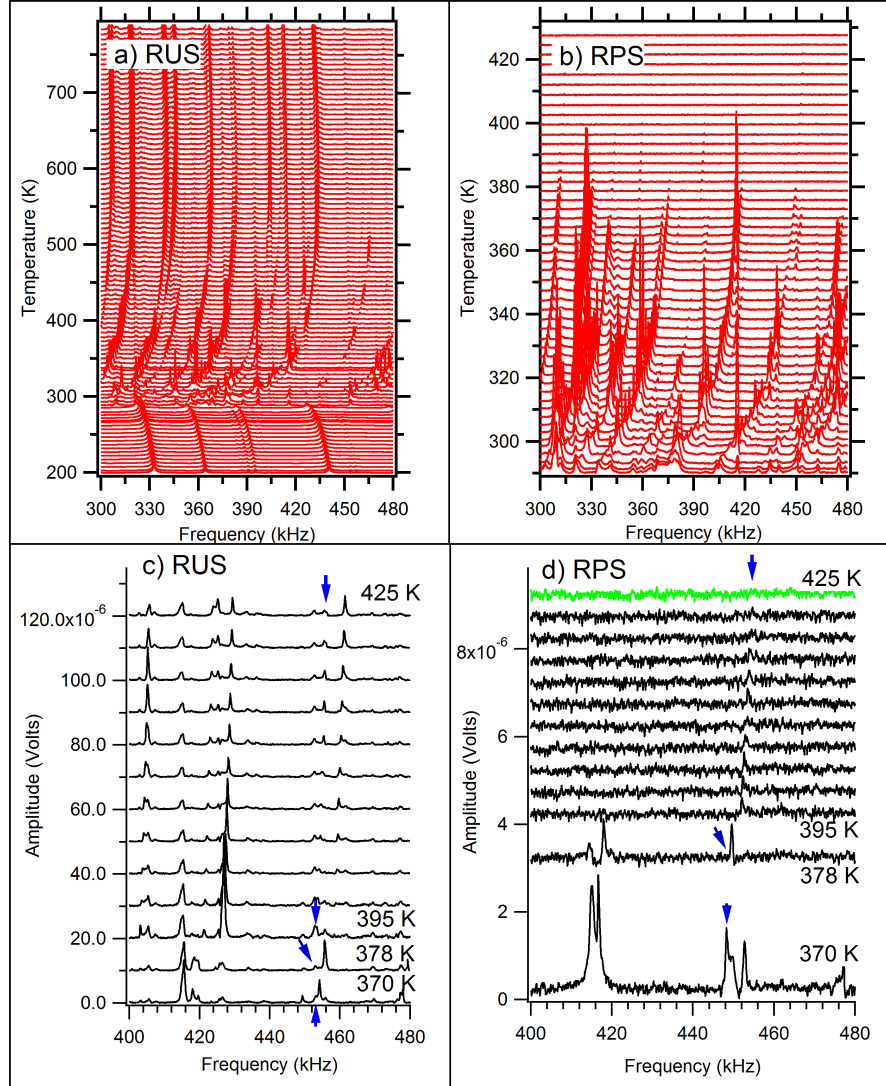 a) RUS
Temperature (K)
700
600
500
400
300
200
300 330 360 390 420 450 480
Frequency (kHz)
b) RPS
Temperature (K)
420
400
380
360
340
320
300
300 330 360 390 420 450 480
Frequency (kHz)
c) RUS
425 K
Amplitude (Volts)
120.0x10-6
100.0
80.0
60.0
40.0
395 K
20.0
378 K
370 K
0.0
400 420 440 460 480
Frequency (kHz)
d) RPS
425 K
Amplitude (Volts)
8x10-6
6
4
395 K
378 K
2
370 K
0
400 420 440 460 480
Frequency (kHz)